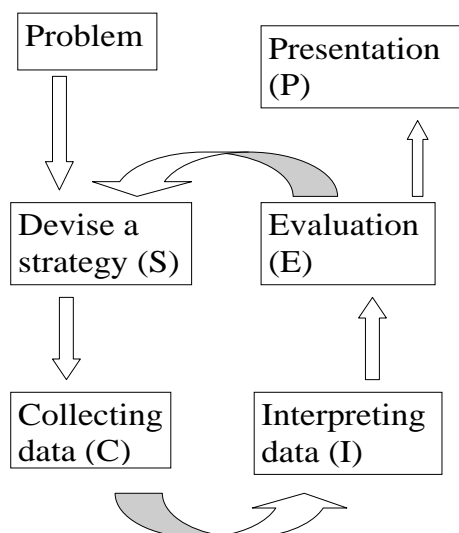 Problem
Presentation
(P)
Devise a
strategy (S)
Evaluation
(E)
Collecting
data (C)
Interpreting
data (I)